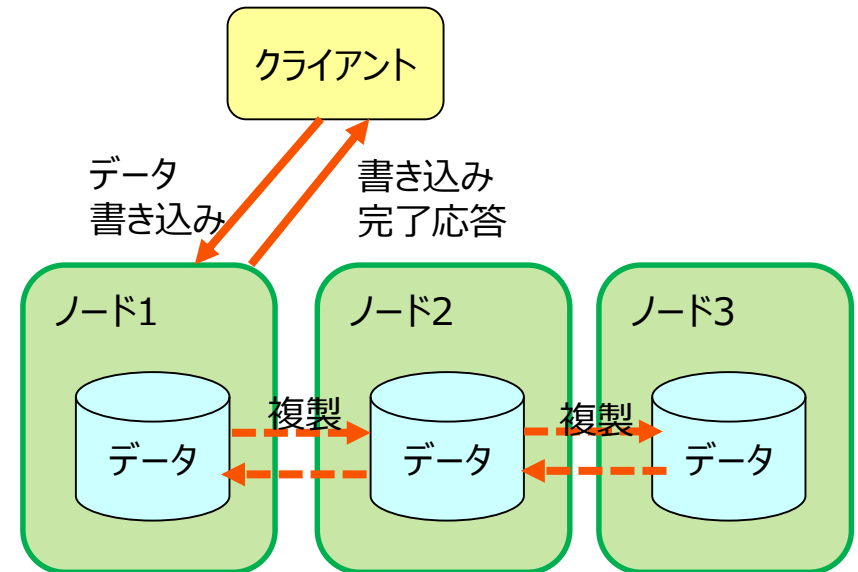 クライアント
データ
書き込み
書き込み
完了応答
ノード1
ノード2
ノード3
複製
複製
データ
データ
データ